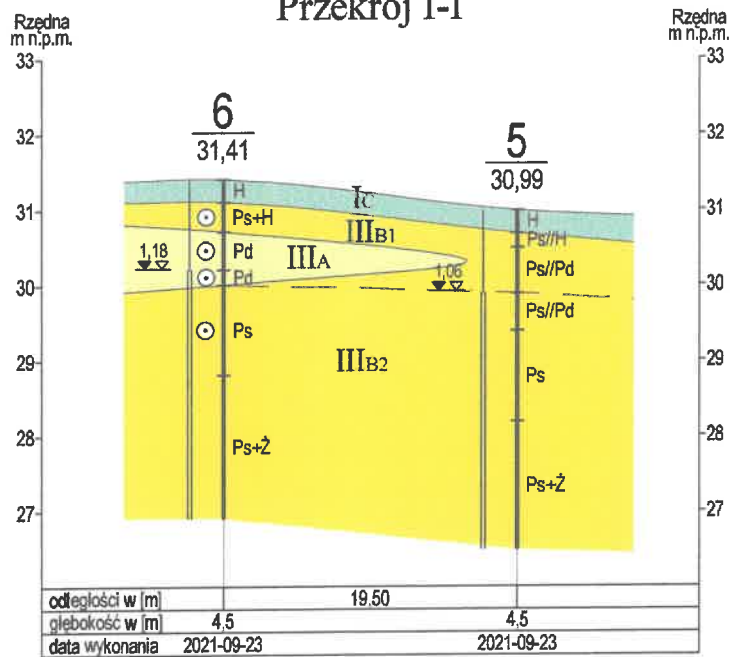 Przekrój I-I
Rzędna
m n.p.m.
Rzędna
m n.p.m.
33
33
32
32
6
31,41
5
30,99
H
Ic
H
31
31
Ps+H
IIIB1
Ps//H
1,18
Pd
IIIA
Ps//Pd
1,06
30
30
Pd
Ps//Pd
Ps
29
29
IIIB2
Ps
28
28
Ps+Ż
Ps+Ż
27
27
odległości w [m] 19.50
głębokość w [m] 4,5 4,5
data wykonania 2021-09-23 2021-09-23